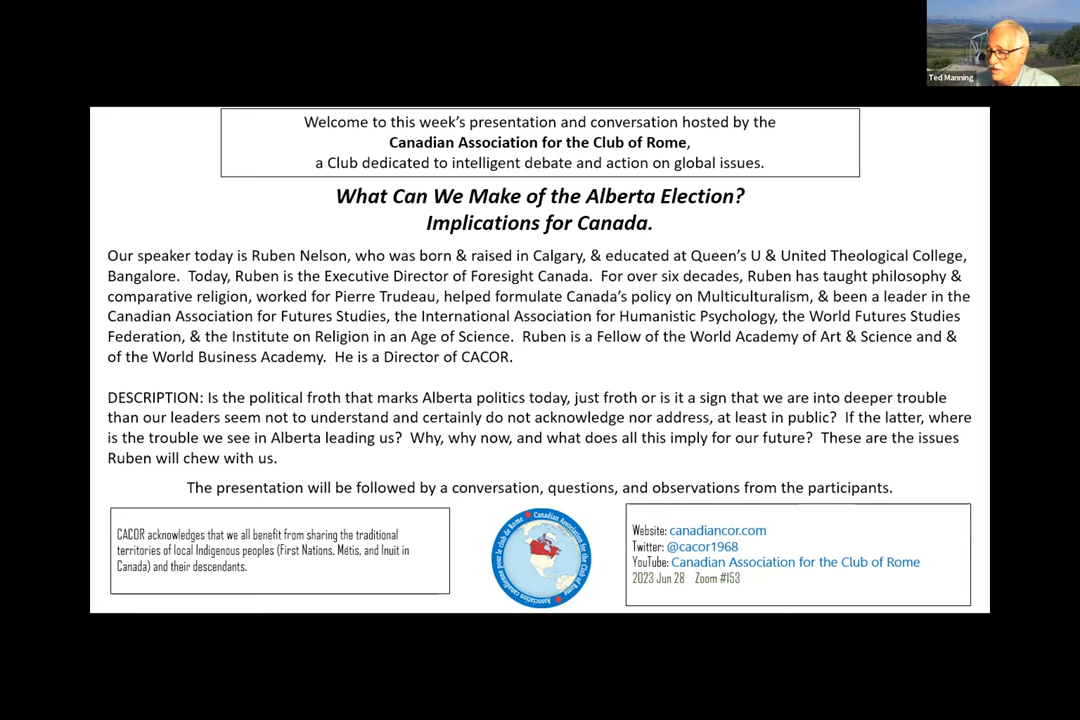 Ted Manning
Welcome to this week's presentation and conversation hosted by the
Canadian Association for the Club of Rome,
a Club dedicated to intelligent debate and action on global issues.
What Can We Make of the Alberta Election?
Implications for Canada.
Our speaker today is Ruben Nelson, who was born & raised in Calgary, & educated at Queen's U & United Theological College,
Bangalore. Today, Ruben is the Executive Director of Foresight Canada. For over six decades, Ruben has taught philosophy &
comparative religion, worked for Pierre Trudeau, helped formulate Canada's policy on Multiculturalism, & been a leader in the
Canadian Association for Futures Studies, the International Association for Humanistic Psychology, the World Futures Studies
Federation, & the Institute on Religion in an Age of Science. Ruben is a Fellow of the World Academy of Art & Science and &
of the World Business Academy. He is a Director of CACOR.
DESCRIPTION: Is the political froth that marks Alberta politics today, just froth or is it a sign that we are into deeper trouble
than our leaders seem not to understand and certainly do not acknowledge nor address, at least in public? If the latter, where
is the trouble we see in Alberta leading us? Why, why now, and what does all this imply for our future? These are the issues
Ruben will chew with us.
The presentation will be followed by a conversation, questions, and observations from the participants.
CACOR acknowledges that we all benefit from sharing the traditional
territories of local Indigenous peoples (First Nations, Métis, and Inuit in
Canada) and their descendants.
Canadian Association for the Club of Rome
Association canadienne pour le club de Rome
Website: canadiancor.com
Twitter: @cacor1968
YouTube: Canadian Association for the Club of Rome
2023 Jun 28 Zoom #153